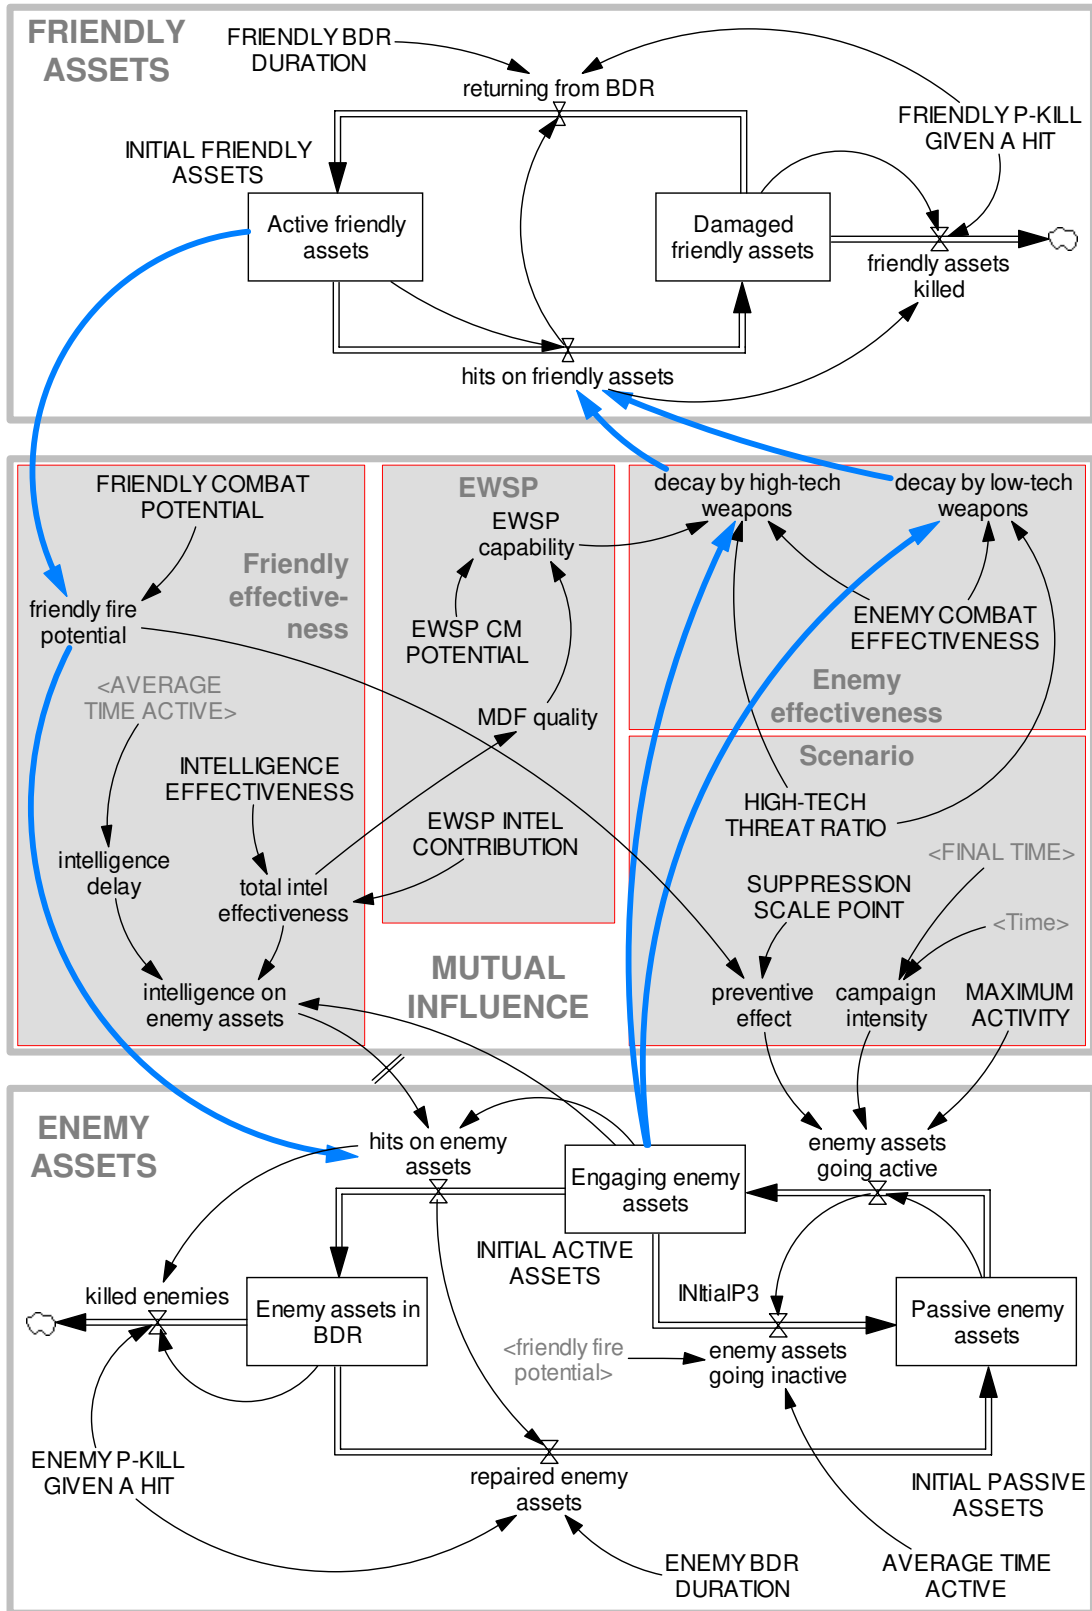 FRIENDLY
ASSETS
FRIENDLY BDR
DURATION
returning from BDR
FRIENDLY P-KILL
GIVEN A HIT
INITIAL FRIENDLY
ASSETS
Active friendly
assets
Damaged
friendly assets
friendly assets
killed
hits on friendly assets
FRIENDLY COMBAT
POTENTIAL
Friendly
effective-
ness
friendly fire
potential
<AVERAGE
TIME ACTIVE>
INTELLIGENCE
EFFECTIVENESS
intelligence
delay
total intel
effectiveness
intelligence on
enemy assets
EWSP
EWSP
capability
EWSP CM
POTENTIAL
MDF quality
EWSP INTEL
CONTRIBUTION
MUTUAL
INFLUENCE
decay by high-tech
weapons
decay by low-tech
weapons
ENEMY COMBAT
EFFECTIVENESS
Enemy
effectiveness
Scenario
HIGH-TECH
THREAT RATIO
<FINAL TIME>
SUPPRESSION
SCALE POINT
<Time>
preventive
effect
campaign
intensity
MAXIMUM
ACTIVITY
ENEMY
ASSETS
hits on enemy
assets
Engaging enemy
assets
enemy assets
going active
INITIAL ACTIVE
ASSETS
killed enemies
Enemy assets in
BDR
INItialP3
Passive enemy
assets
<friendly fire
potential>
enemy assets
going inactive
ENEMY P-KILL
GIVEN A HIT
repaired enemy
assets
INITIAL PASSIVE
ASSETS
ENEMY BDR
DURATION
AVERAGE TIME
ACTIVE